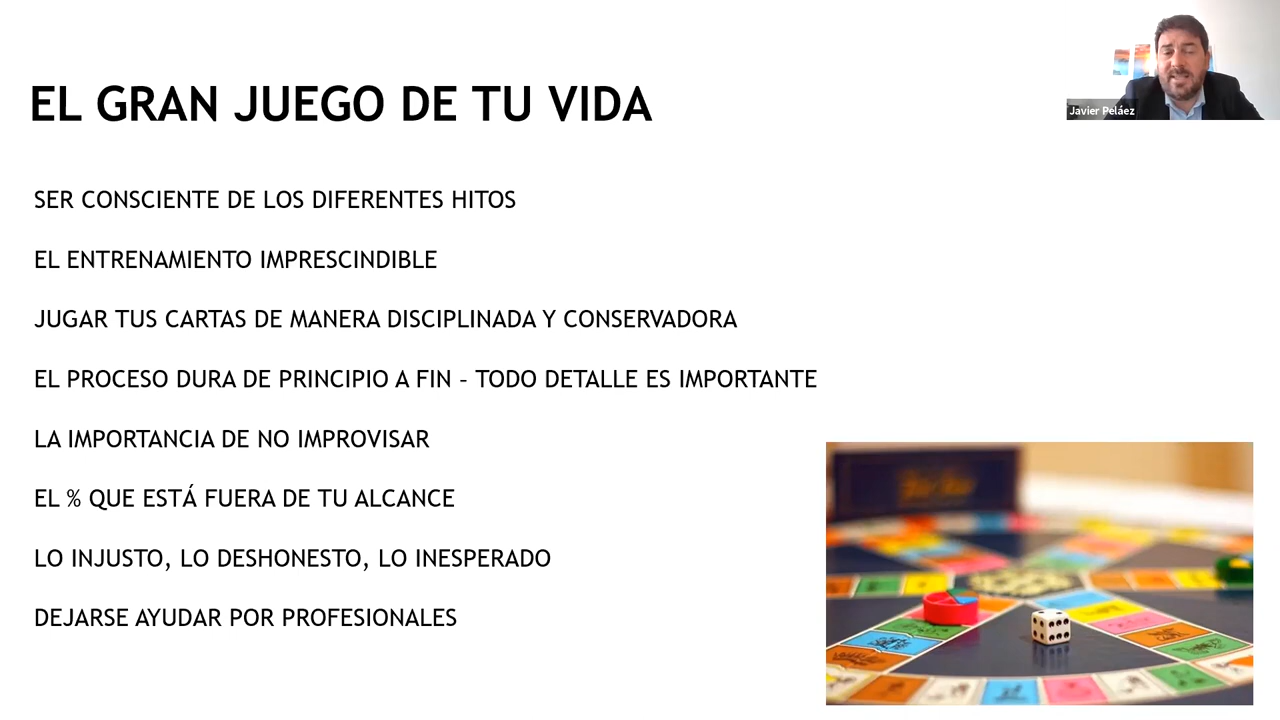 EL GRAN JUEGO DE TU VIDA
Javier Peláez
SER CONSCIENTE DE LOS DIFERENTES HITOS
EL ENTRENAMIENTO IMPRESCINDIBLE
JUGAR TUS CARTAS DE MANERA DISCIPLINADA Y CONSERVADORA
EL PROCESO DURA DE PRINCIPIO A FIN – TODO DETALLE ES IMPORTANTE
LA IMPORTANCIA DE NO IMPROVISAR
EL % QUE ESTÁ FUERA DE TU ALCANCE
LO INJUSTO, LO DESHONESTO, LO INESPERADO
DEJARSE AYUDAR POR PROFESIONALES